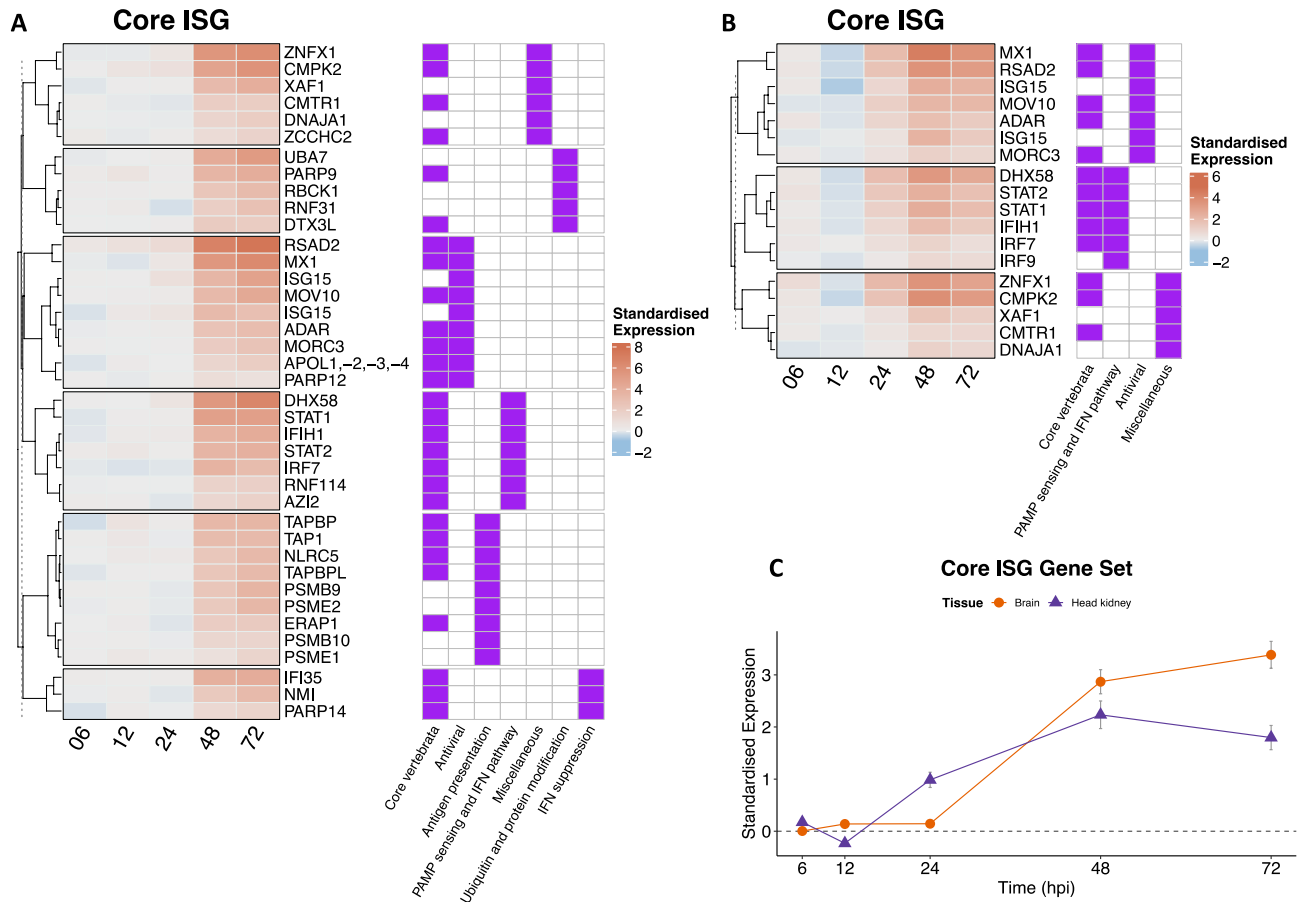 A
Core ISG
ZNFX1
CMPK2
XAF1
CMTR1
DNAJA1
ZCCHC2
UBA7
PARP9
RBCK1
RNF31
DTX3L
RSAD2
MX1
ISG15
MOV10
ISG15
ADAR
MORC3
APOL1,−2,−3,−4
PARP12
DHX58
STAT1
IFIH1
STAT2
IRF7
RNF114
AZI2
TAPBP
TAP1
NLRC5
TAPBPL
PSMB9
PSME2
ERAP1
PSMB10
PSME1
IFI35
NMI
PARP14
06
12
24
48
72
Core vertebrata
Antiviral
Antigen presentation
PAMP sensing and IFN pathway
Miscellaneous
Ubiquitin and protein modification
IFN suppression
Standardised
Expression
8
6
4
2
0
−2
B
Core ISG
MX1
RSAD2
ISG15
MOV10
ADAR
ISG15
MORC3
DHX58
STAT2
STAT1
IFIH1
IRF7
IRF9
ZNFX1
CMPK2
XAF1
CMTR1
DNAJA1
06
12
24
48
72
Core vertebrata
PAMP sensing and IFN pathway
Antiviral
Miscellaneous
Standardised
Expression
6
4
2
0
−2
C
Core ISG Gene Set
Tissue Brain Head kidney
Standardised Expression
3
2
1
0
6
12
24
48
72
Time (hpi)